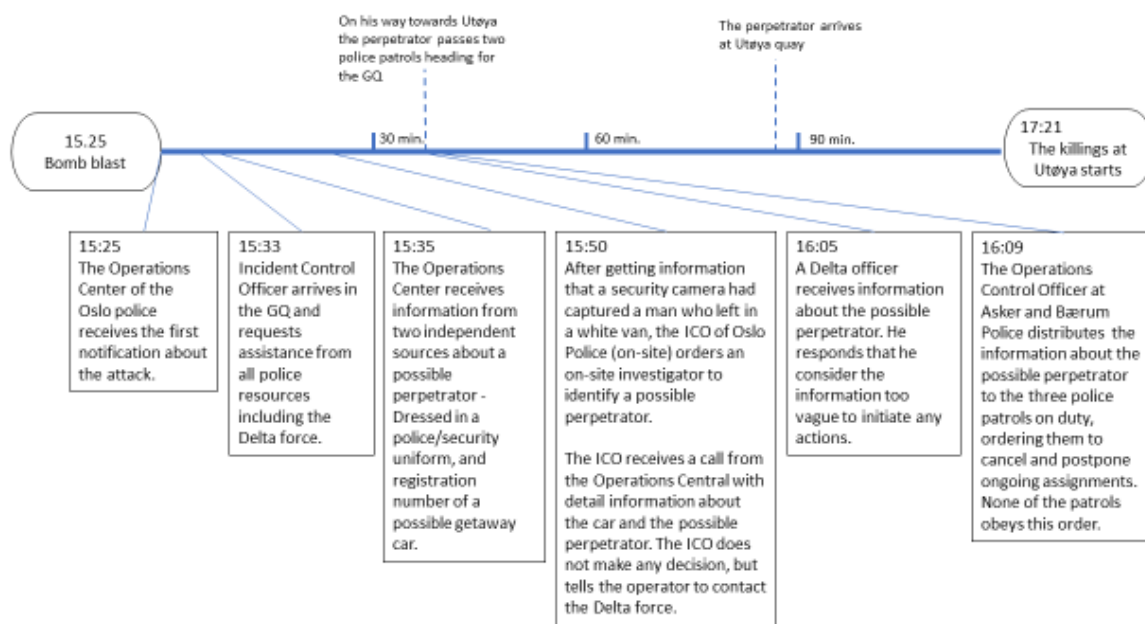 On his way towards Utøya
the perpetrator passes two
police patrols heading for
the GQ
The perpetrator arrives
at Utøya quay
15.25
Bomb blast
30 min.
60 min.
90 min.
17:21
The killings at
Utøya starts
15:25
The Operations
Center of the
Oslo police
receives the first
notification about
the attack.
15:33
Incident Control
Officer arrives in
the GQ and
requests
assistance from
all police
resources
including the
Delta force.
15:35
The Operations
Center receives
information from
two independent
sources about a
possible
perpetrator -
Dressed in a
police/security
uniform, and
registration
number of a
possible getaway
car.
15:50
After getting information
that a security camera had
captured a man who left in
a white van, the ICO of Oslo
Police (on-site) orders an
on-site investigator to
identify a possible
perpetrator.
The ICO receives a call from
the Operations Central with
detail information about
the car and the possible
perpetrator. The ICO does
not make any decision, but
tells the operator to contact
the Delta force.
16:05
A Delta officer
receives information
about the possible
perpetrator. He
responds that he
consider the
information too
vague to initiate any
actions.
16:09
The Operations
Control Officer at
Asker and Bærum
Police distributes the
information about the
possible perpetrator
to the three police
patrols on duty,
ordering them to
cancel and postpone
ongoing assignments.
None of the patrols
obeys this order.